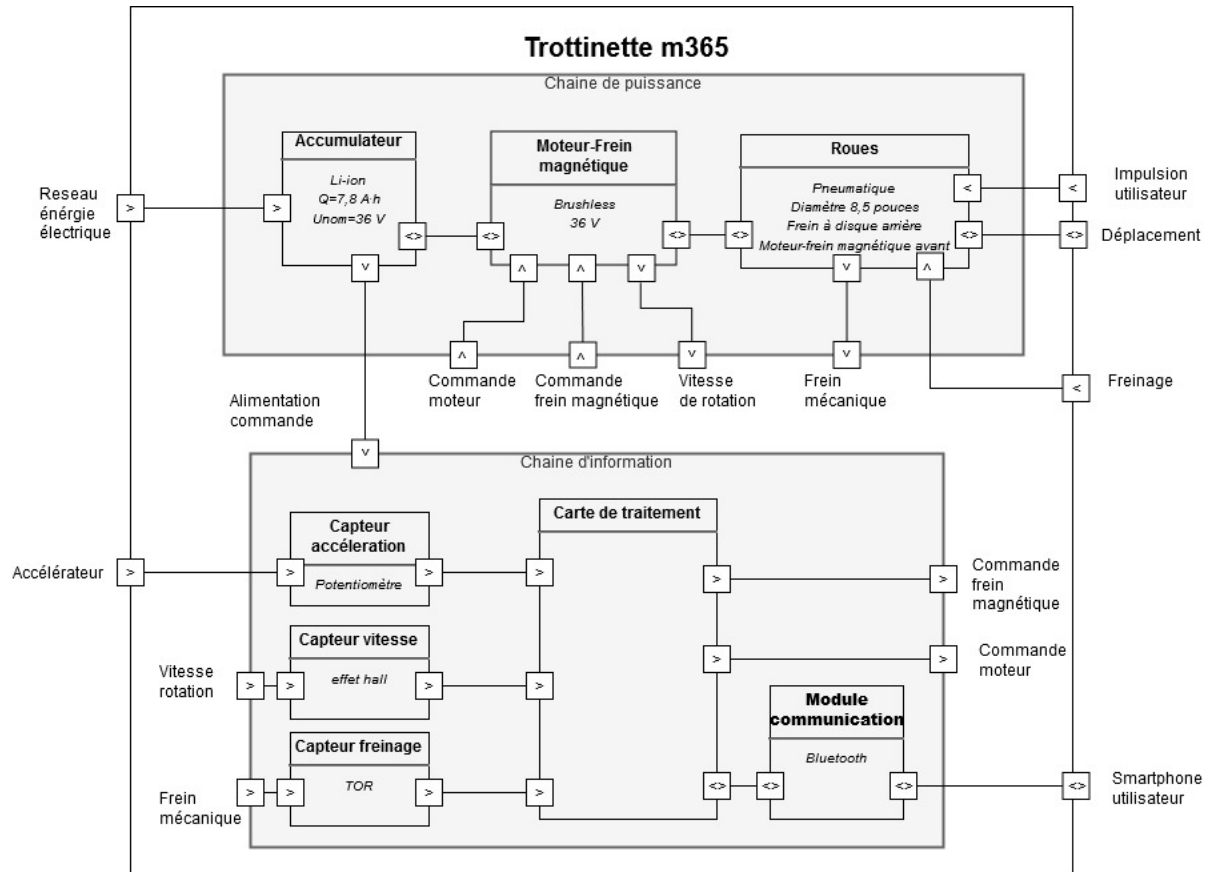 Trottinette m365
Chaine de puissance
Accumulateur
Li-ion
Q=7,8 A·h
Unom=36 V
Moteur-Frein
magnétique
Brushless
36 V
Roues
Pneumatique
Diamètre 8,5 pouces
Frein à disque arrière
Moteur-frein magnétique avant
Reseau
énérgie
électrique
Impulsion
utilisateur
Déplacement
Commande
moteur
Commande
frein magnétique
Vitesse
de rotation
Frein
mécanique
Freinage
Alimentation
commande
Chaine d'information
Capteur
accéleration
Potentiomètre
Carte de traitement
Accélérateur
Commande
frein
magnétique
Capteur vitesse
effet hall
Vitesse
rotation
Commande
moteur
Module
communication
Bluetooth
Capteur freinage
TOR
Frein
mécanique
Smartphone
utilisateur